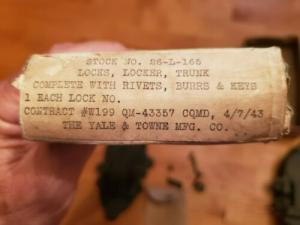 STOCK NO. 26-L-165
LOCKS, LOCKER, TRUNK
COMPLETE WITH RIVETS, BURRS & KEYS
1 EACH LOCK NO.
CONTRACT #W199 QM-43357 CQMD, 4/7/43
THE YALE & TOWNE MFG. CO.